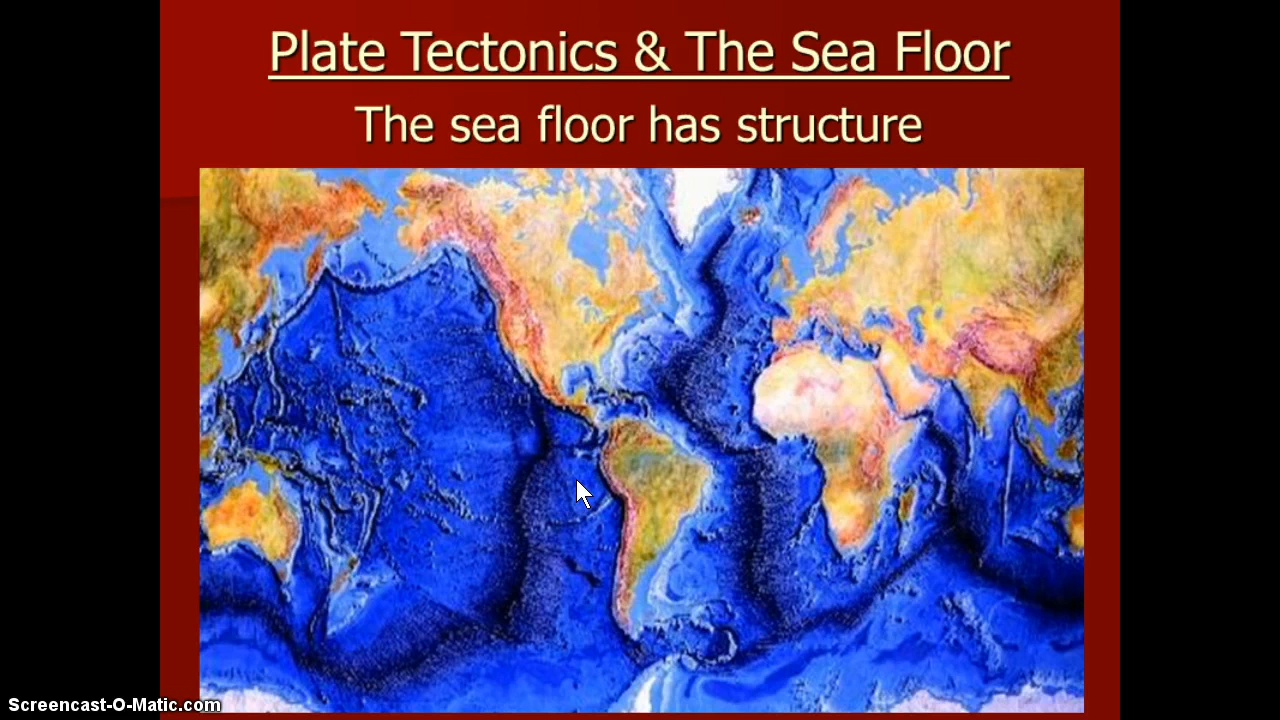 Plate Tectonics & The Sea Floor
The sea floor has structure
Screencast-O-Matic.com